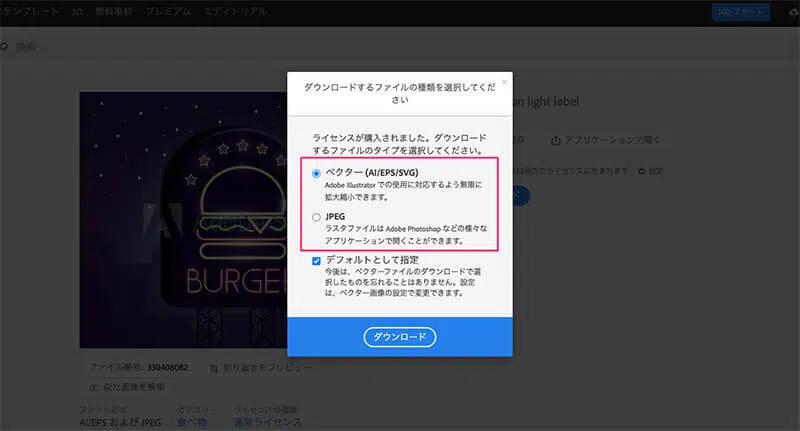 テンプレート 3D 無料素材 プレミアム エディトリアル
検索
ダウンロードするファイルの種類を選択してくだ
さい
on light label
ライセンスが購入されました。ダウンロード
するファイルのタイプを選択してください。
アプリケーションで開く
ベクター (AI/EPS/SVG)
Adobe Illustrator での使用に対応するよう無限に
拡大縮小できます。
設定
JPEG
ラスタファイルは Adobe Photoshop などの様々な
アプリケーションで開くことができます。
デフォルトとして指定
今後は、ベクターファイルのダウンロードで選
択したものを忘れることはありません。設定
は、ベクター画像の設定で変更できます。
BURGE
ダウンロード
ファイル番号: 330408082
切り抜きをプレビュー...
似た画像を検索
ファイル形式 カテゴリー ライセンスの種類
AI/EPS および JPEG 食べ物 通常ライセンス